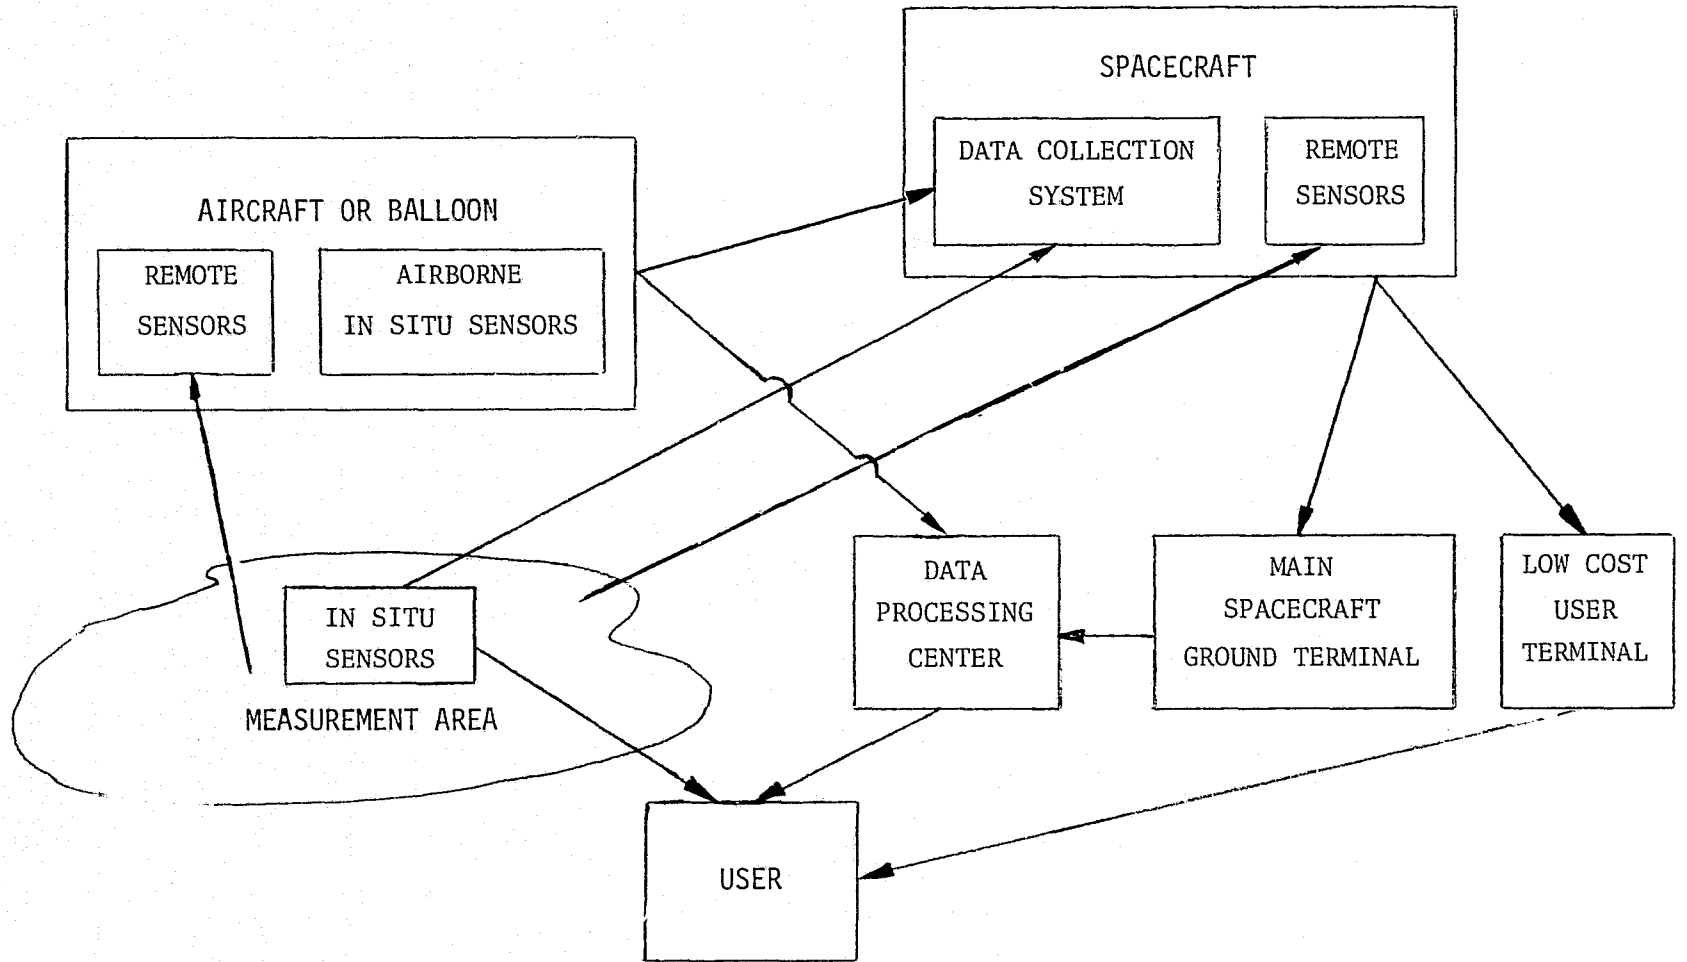 SPACECRAFT
DATA COLLECTION
SYSTEM
REMOTE
SENSORS
AIRCRAFT OR BALLOON
REMOTE
SENSORS
AIRBORNE
IN SITU SENSORS
IN SITU
SENSORS
MEASUREMENT AREA
DATA
PROCESSING
CENTER
MAIN
SPACECRAFT
GROUND TERMINAL
LOW COST
USER
TERMINAL
USER